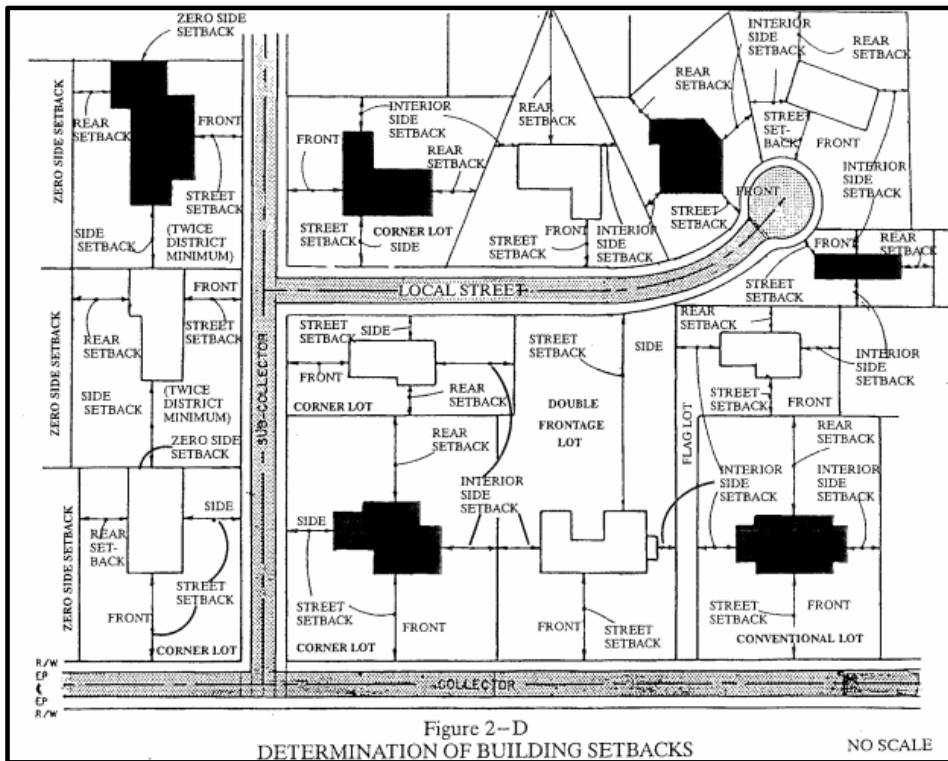 ZERO SIDE
SETBACK
ZERO SIDE SETBACK
REAR
SETBACK
FRONT
STREET
SETBACK
SIDE
SETBACK
(TWICE
DISTRICT
MINIMUM)
INTERIOR
SIDE
SETBACK
FRONT
REAR
SETBACK
STREET
SETBACK
CORNER LOT
SIDE
REAR
SETBACK
FRONT
STREET
SETBACK
INTERIOR
SIDE
SETBACK
REAR
SETBACK
INTERIOR
SIDE
SETBACK
REAR
SETBACK
STREET
SET-
BACK
FRONT
FRONT
STREET
SETBACK
INTERIOR
SIDE
SETBACK
FRONT
REAR
SETBACK
STREET
SETBACK
LOCAL STREET
SUB-COLLECTOR
ZERO SIDE SETBACK
REAR
SETBACK
FRONT
STREET
SETBACK
SIDE
SETBACK
(TWICE
DISTRICT
MINIMUM)
STREET
SETBACK
SIDE
FRONT
REAR
SETBACK
CORNER LOT
STREET
SETBACK
SIDE
DOUBLE
FRONTAGE
LOT
REAR
SETBACK
INTERIOR
SIDE
SETBACK
STREET
SETBACK
FRONT
FLAG LOT
ZERO SIDE
SETBACK
ZERO SIDE SETBACK
REAR
SET-
BACK
SIDE
STREET
SETBACK
FRONT
CORNER LOT
REAR
SETBACK
SIDE
INTERIOR
SIDE
SETBACK
STREET
SETBACK
FRONT
CORNER LOT
FRONT
STREET
SETBACK
INTERIOR
SIDE
SETBACK
REAR
SETBACK
INTERIOR
SIDE
SETBACK
STREET
SETBACK
FRONT
CONVENTIONAL LOT
R/W
EP
EP
R/W
COLLECTOR
Figure 2-D
DETERMINATION OF BUILDING SETBACKS
NO SCALE